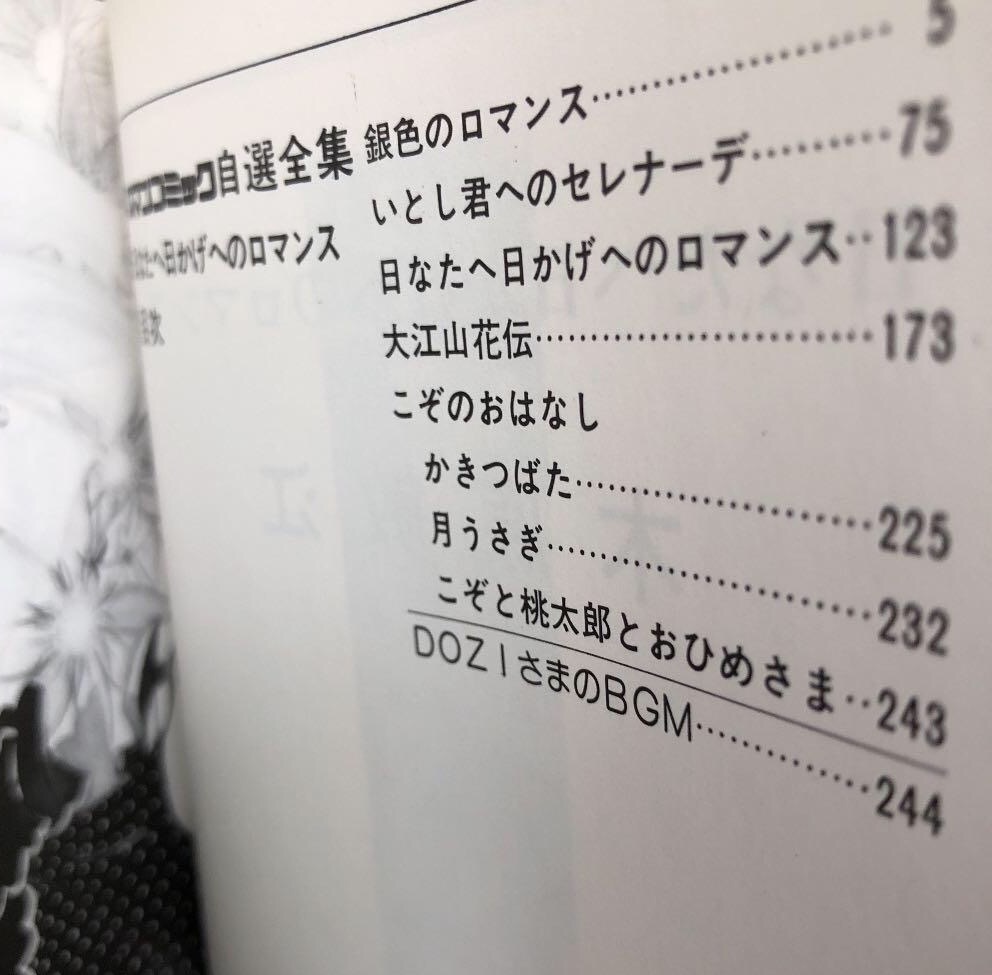 コミック自選全集
なたへ日かげへのロマンス
次
銀色のロマンス………………5
いとし君へのセレナーデ………75
日なたへ日かげへのロマンス‥123
大江山花伝………………………173
こぞのおはなし
かきつばた………………………225
月うさぎ…………………………232
こぞと桃太郎とおひめさま‥243
DOZIさまのBGM………………244